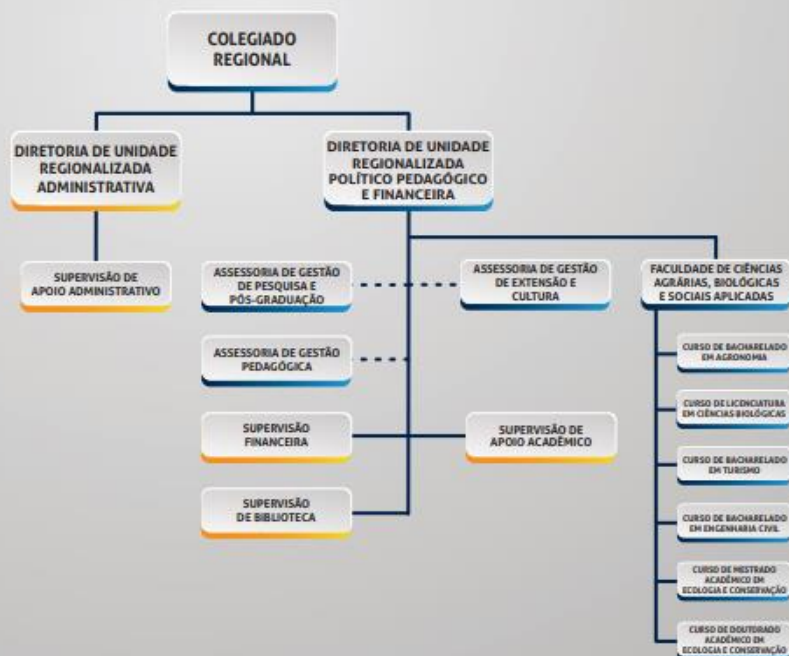 COLEGIADO
REGIONAL
DIRETORIA DE UNIDADE
REGIONALIZADA
ADMINISTRATIVA
DIRETORIA DE UNIDADE
REGIONALIZADA
POLÍTICO PEDAGÓGICO
E FINANCEIRA
SUPERVISÃO DE
APOIO ADMINISTRATIVO
ASSESSORIA DE GESTÃO
DE PESQUISA E
PÓS-GRADUAÇÃO
ASSESSORIA DE GESTÃO
DE EXTENSÃO E
CULTURA
FACULDADE DE CIÊNCIAS
AGRÁRIAS, BIOLÓGICAS
E SOCIAIS APLICADAS
ASSESSORIA DE GESTÃO
PEDAGÓGICA
SUPERVISÃO
FINANCEIRA
SUPERVISÃO DE
APOIO ACADÊMICO
SUPERVISÃO
DE BIBLIOTECA
CURSO DE BACHARELADO
EM AGRONOMIA
CURSO DE LICENCIATURA
EM CIÊNCIAS BIOLÓGICAS
CURSO DE BACHARELADO
EM TURISMO
CURSO DE BACHARELADO
EM ENGENHARIA CIVIL
CURSO DE MESTRADO
ACADÊMICO EM
ECOLOGIA E CONSERVAÇÃO
CURSO DE DOUTORADO
ACADÊMICO EM
ECOLOGIA E CONSERVAÇÃO